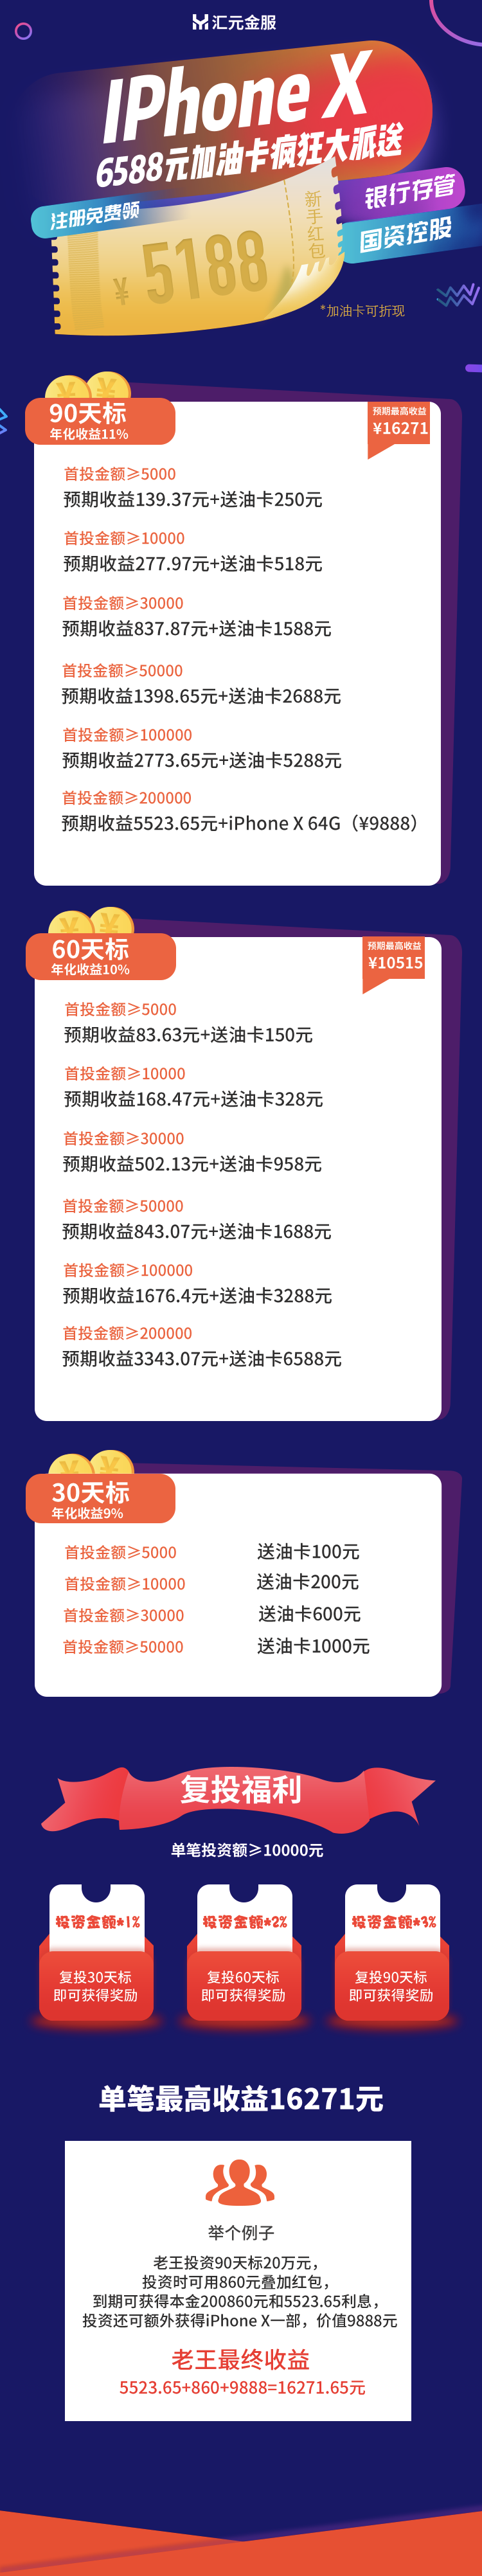 汇元金服
IPhone X
6588元加油卡疯狂大派送
注册免费领
银行存管
国资控股
新手红包
¥ 5188
*加油卡可折现
90天标
年化收益11%
预期最高收益
¥16271
首投金额≥5000
预期收益139.37元+送油卡250元
首投金额≥10000
预期收益277.97元+送油卡518元
首投金额≥30000
预期收益837.87元+送油卡1588元
首投金额≥50000
预期收益1398.65元+送油卡2688元
首投金额≥100000
预期收益2773.65元+送油卡5288元
首投金额≥200000
预期收益5523.65元+iPhone X 64G（¥9888）
60天标
年化收益10%
预期最高收益
¥10515
首投金额≥5000
预期收益83.63元+送油卡150元
首投金额≥10000
预期收益168.47元+送油卡328元
首投金额≥30000
预期收益502.13元+送油卡958元
首投金额≥50000
预期收益843.07元+送油卡1688元
首投金额≥100000
预期收益1676.4元+送油卡3288元
首投金额≥200000
预期收益3343.07元+送油卡6588元
30天标
年化收益9%
首投金额≥5000 送油卡100元
首投金额≥10000 送油卡200元
首投金额≥30000 送油卡600元
首投金额≥50000 送油卡1000元
复投福利
单笔投资额≥10000元
投资金额*1% 投资金额*2% 投资金额*3%
复投30天标 复投60天标 复投90天标
即可获得奖励 即可获得奖励 即可获得奖励
单笔最高收益16271元
举个例子
老王投资90天标20万元，
投资时可用860元叠加红包，
到期可获得本金200860元和5523.65利息，
投资还可额外获得iPhone X一部，价值9888元
老王最终收益
5523.65+860+9888=16271.65元